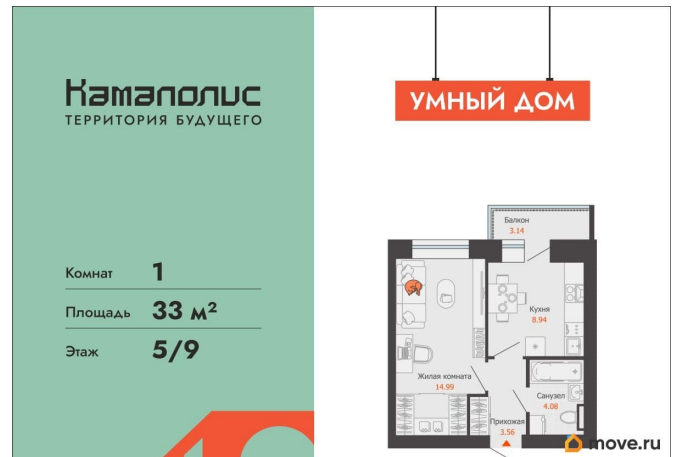 Камаполис
ТЕРРИТОРИЯ БУДУЩЕГО
Комнат 1
Площадь 33 м²
Этаж 5/9
УМНЫЙ ДОМ
Балкон
3.14
Кухня
8.94
Жилая комната
14.99
Санузел
4.08
Прихожая
3.56
move.ru